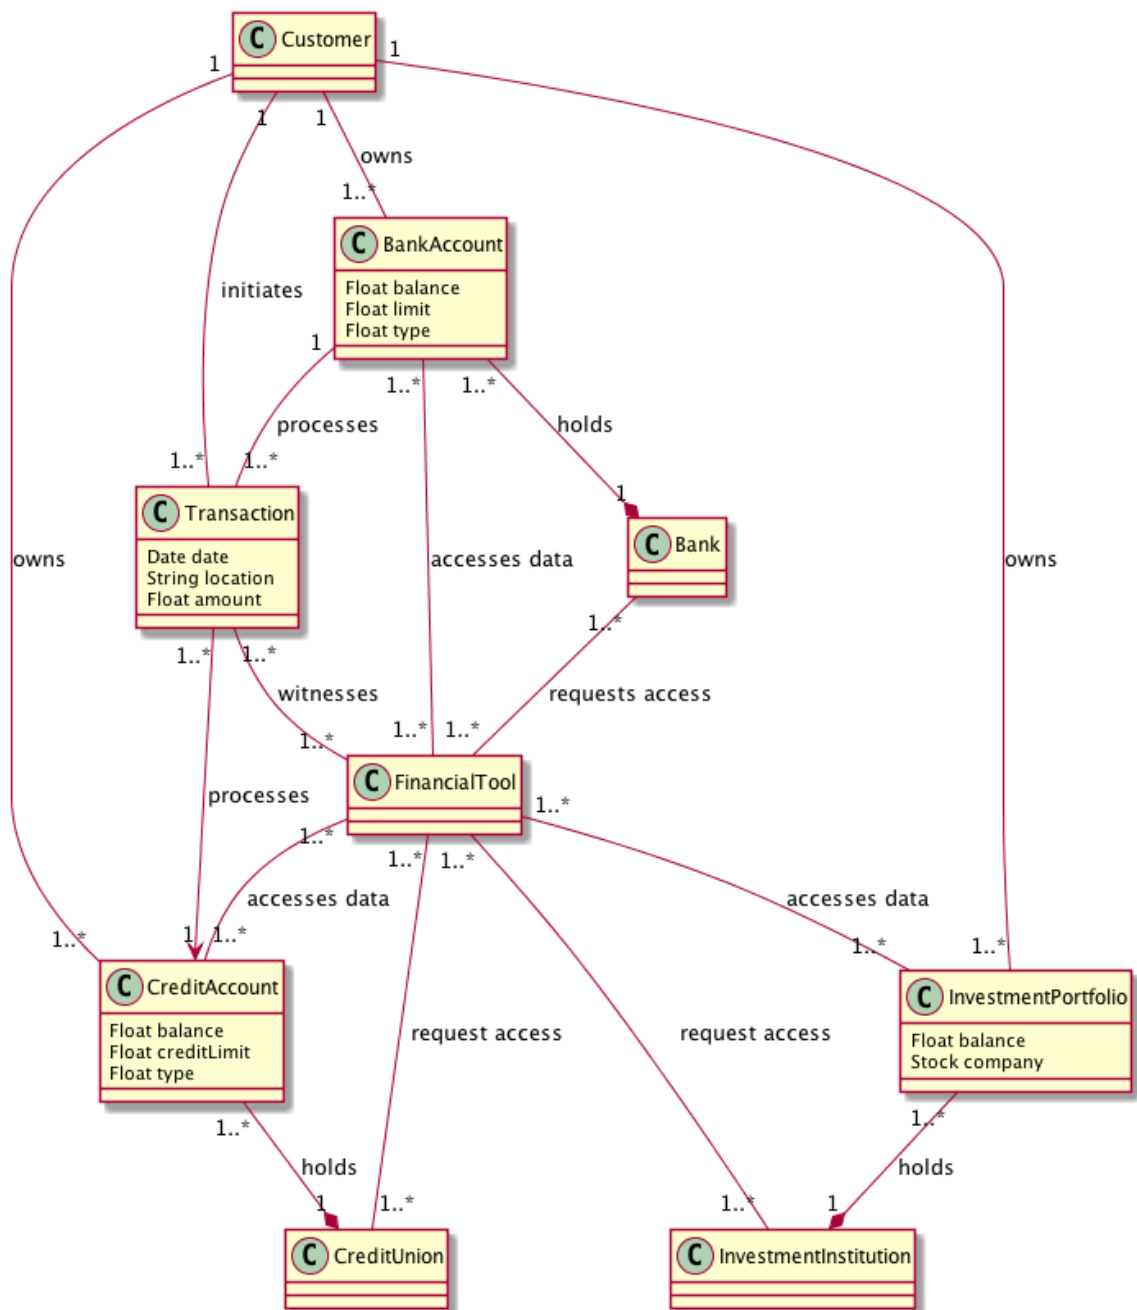 C Customer
1
1
1
1
owns
1..*
C BankAccount
Float balance
Float limit
Float type
initiates
1
1..*
1..*
processes
holds
1..*
1..*
1
C Transaction
Date date
String location
Float amount
C Bank
owns
accesses data
owns
1..*
1..*
1..*
witnesses
requests access
1..*
1..*
1..*
C FinancialTool
processes
1..*
1..*
1..*
1..*
accesses data
accesses data
1
1..*
1..*
1..*
1..*
C CreditAccount
Float balance
Float creditLimit
Float type
request access
request access
C InvestmentPortfolio
Float balance
Stock company
1..*
1..*
holds
holds
1
1..*
1..*
1
C CreditUnion
C InvestmentInstitution